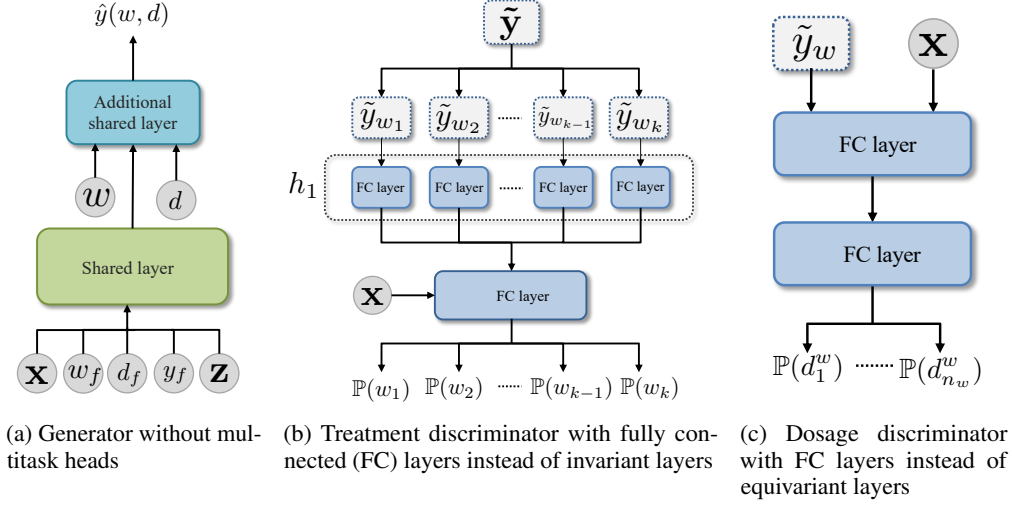 ŷ(w, d)
Additional
shared layer
w
d
Shared layer
x w_f d_f y_f z
(a) Generator without mul-
titask heads
ỹ
ỹ_{w_1} ỹ_{w_2} ...... ỹ_{w_{k−1}} ỹ_{w_k}
h_1
FC layer FC layer ...... FC layer FC layer
x
FC layer
ℙ(w_1) ℙ(w_2) ...... ℙ(w_{k−1}) ℙ(w_k)
(b) Treatment discriminator with fully con-
nected (FC) layers instead of invariant layers
ỹ_w
x
FC layer
FC layer
ℙ(d_1^w) ........ ℙ(d_{n_w}^w)
(c) Dosage discriminator
with FC layers instead of
equivariant layers